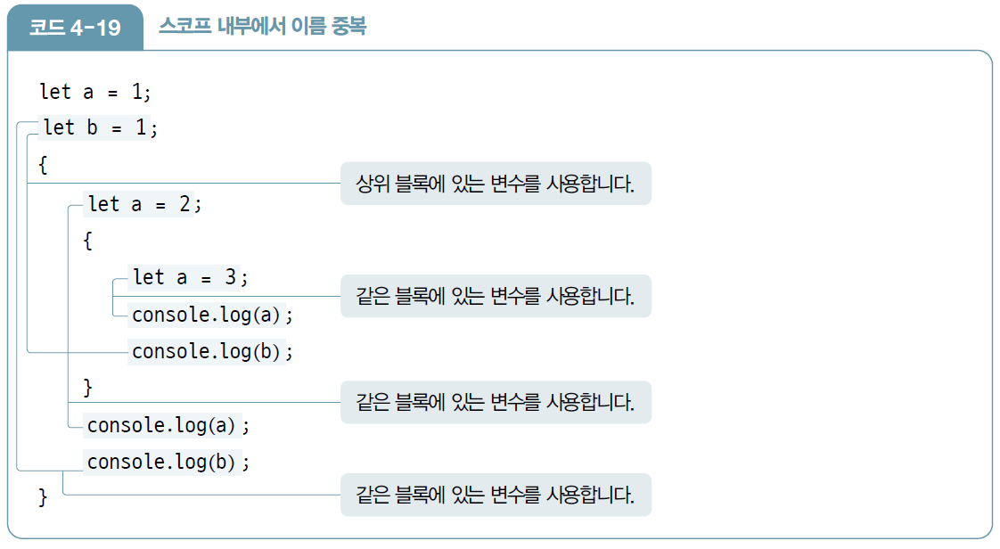 코드 4-19 스코프 내부에서 이름 중복
let a = 1;
let b = 1;
{
상위 블록에 있는 변수를 사용합니다.
let a = 2;
{
let a = 3;
같은 블록에 있는 변수를 사용합니다.
console.log(a);
console.log(b);
}
같은 블록에 있는 변수를 사용합니다.
console.log(a);
console.log(b);
}
같은 블록에 있는 변수를 사용합니다.